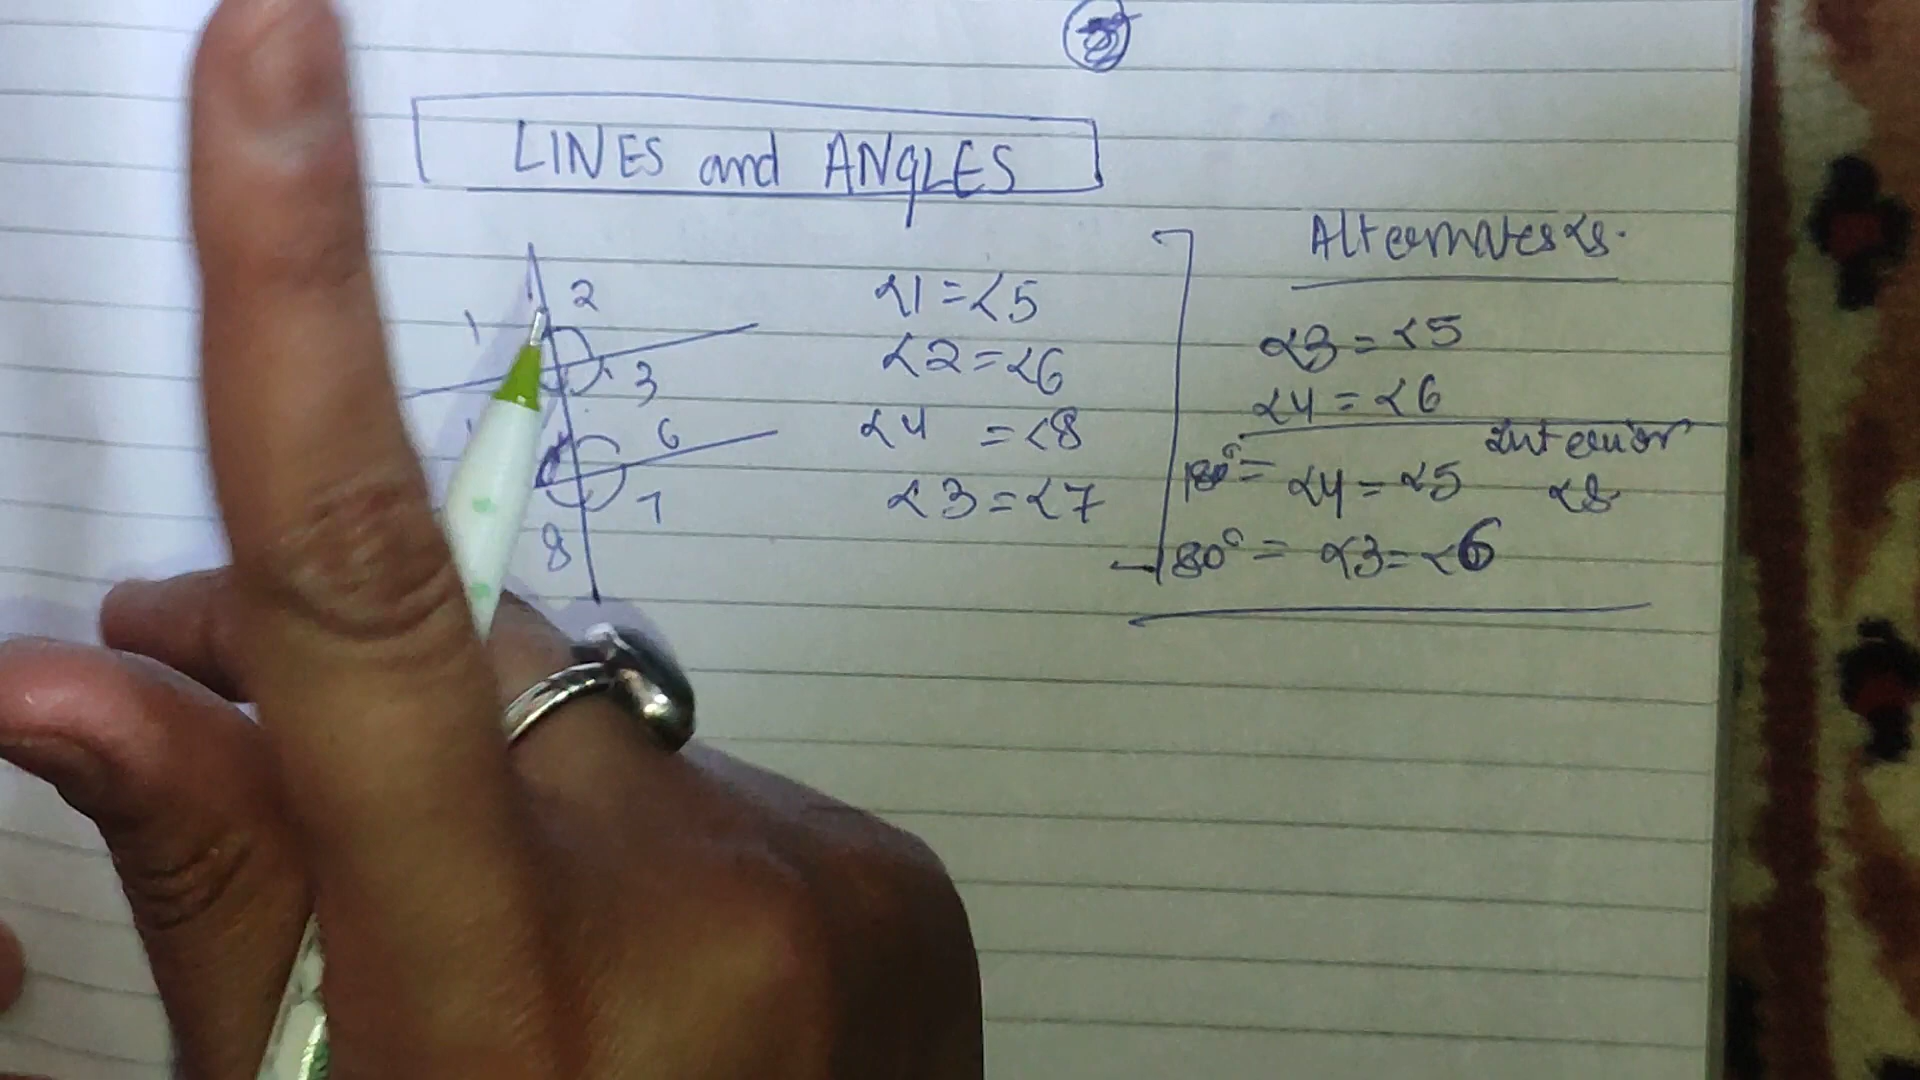 LINES and ANGLES
1 2
3
6
7
8
∠1 = ∠5
∠2 = ∠6
∠4 = ∠8
∠3 = ∠7
Alternates ∠s.
∠3 = ∠5
∠4 = ∠6
Interior ∠s
180° = ∠4 = ∠5
180° = ∠3 = ∠6